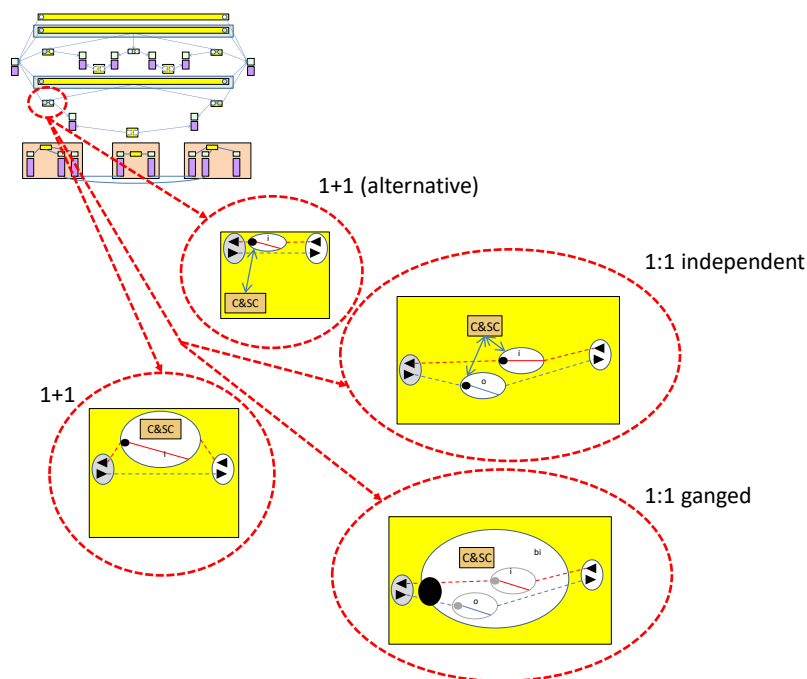 1+1 (alternative)
i
C&SC
1:1 independent
C&SC
i
o
1+1
C&SC
i
1:1 ganged
bi
C&SC
i
o